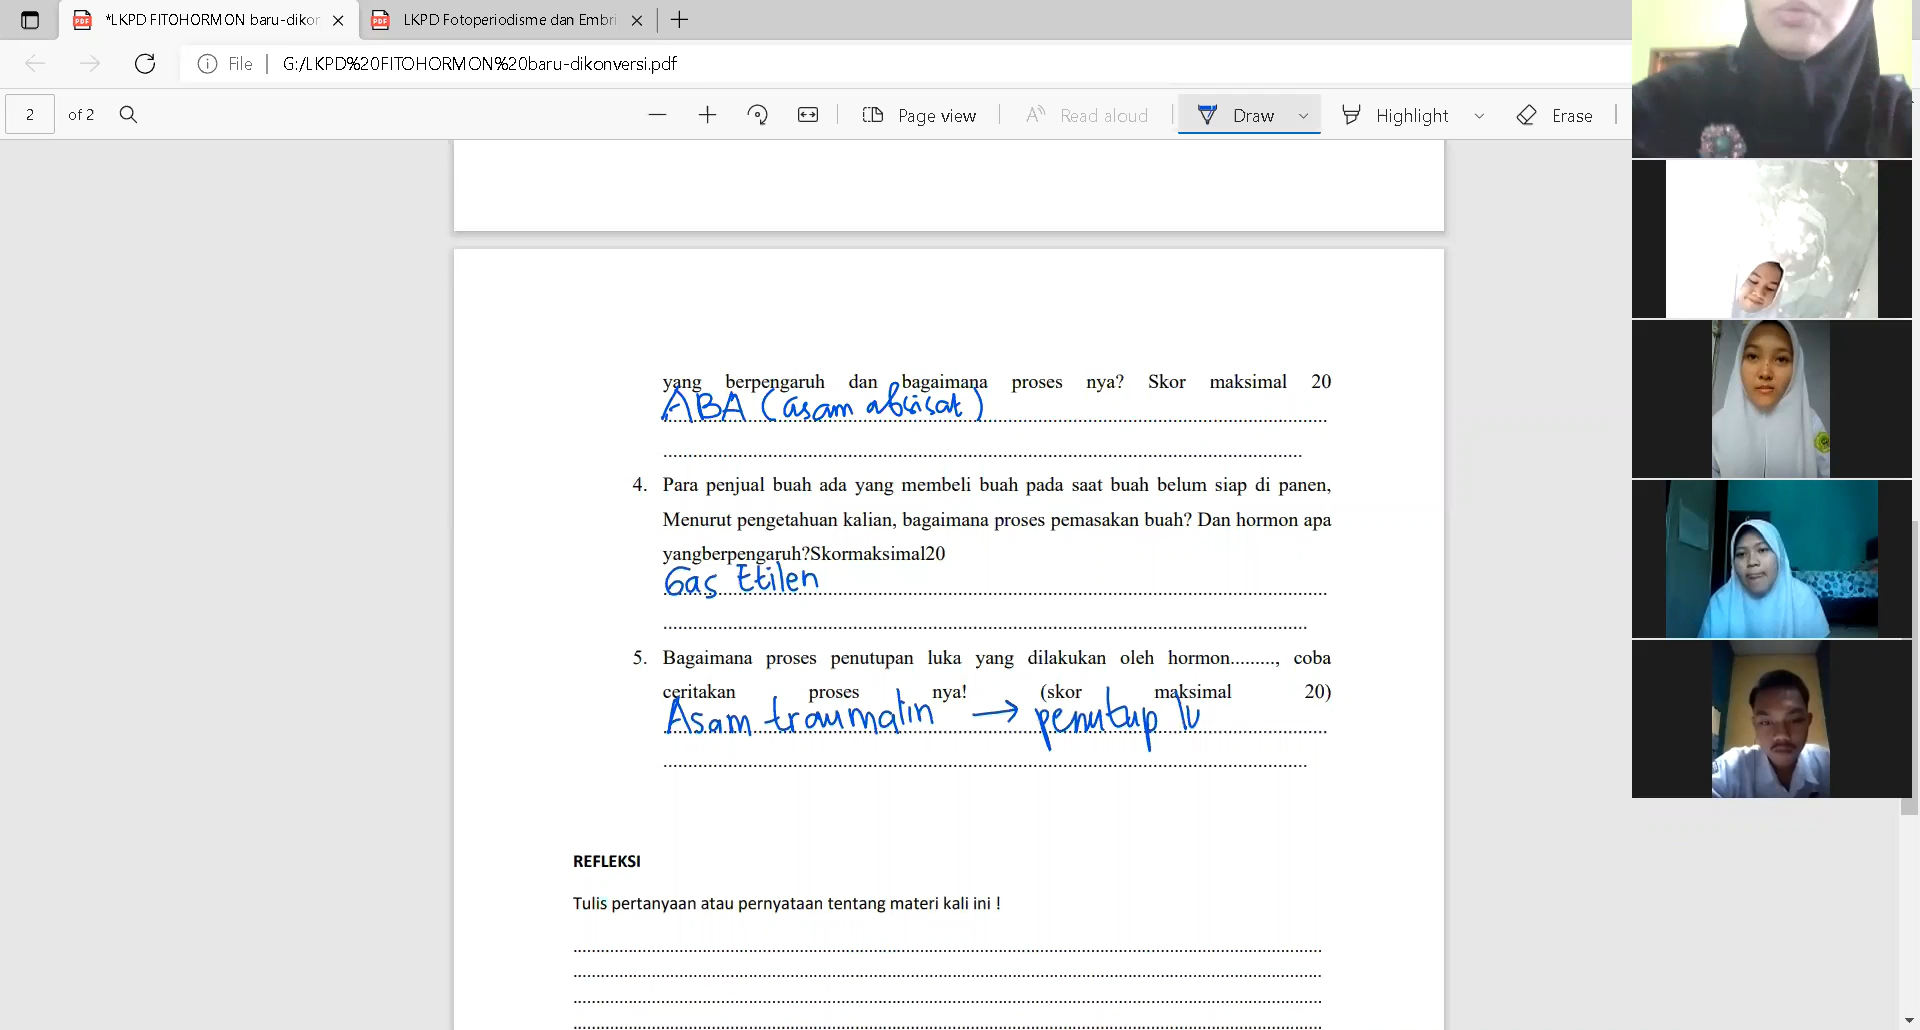 *LKPD FITOHORMON baru-dikor
LKPD Fotoperiodisme dan Embri
File
G:/LKPD%20FITOHORMON%20baru-dikonversi.pdf
2 of 2
Page view
Read aloud
Draw
Highlight
Erase
yang berpengaruh dan bagaimana proses nya? Skor maksimal 20
ABA (asam absisat)
4. Para penjual buah ada yang membeli buah pada saat buah belum siap di panen,
Menurut pengetahuan kalian, bagaimana proses pemasakan buah? Dan hormon apa
yangberpengaruh?Skormaksimal20
Gas Etilen
5. Bagaimana proses penutupan luka yang dilakukan oleh hormon........., coba
ceritakan proses nya! (skor maksimal 20)
Asam traumalin → penutup lu
REFLEKSI
Tulis pertanyaan atau pernyataan tentang materi kali ini !